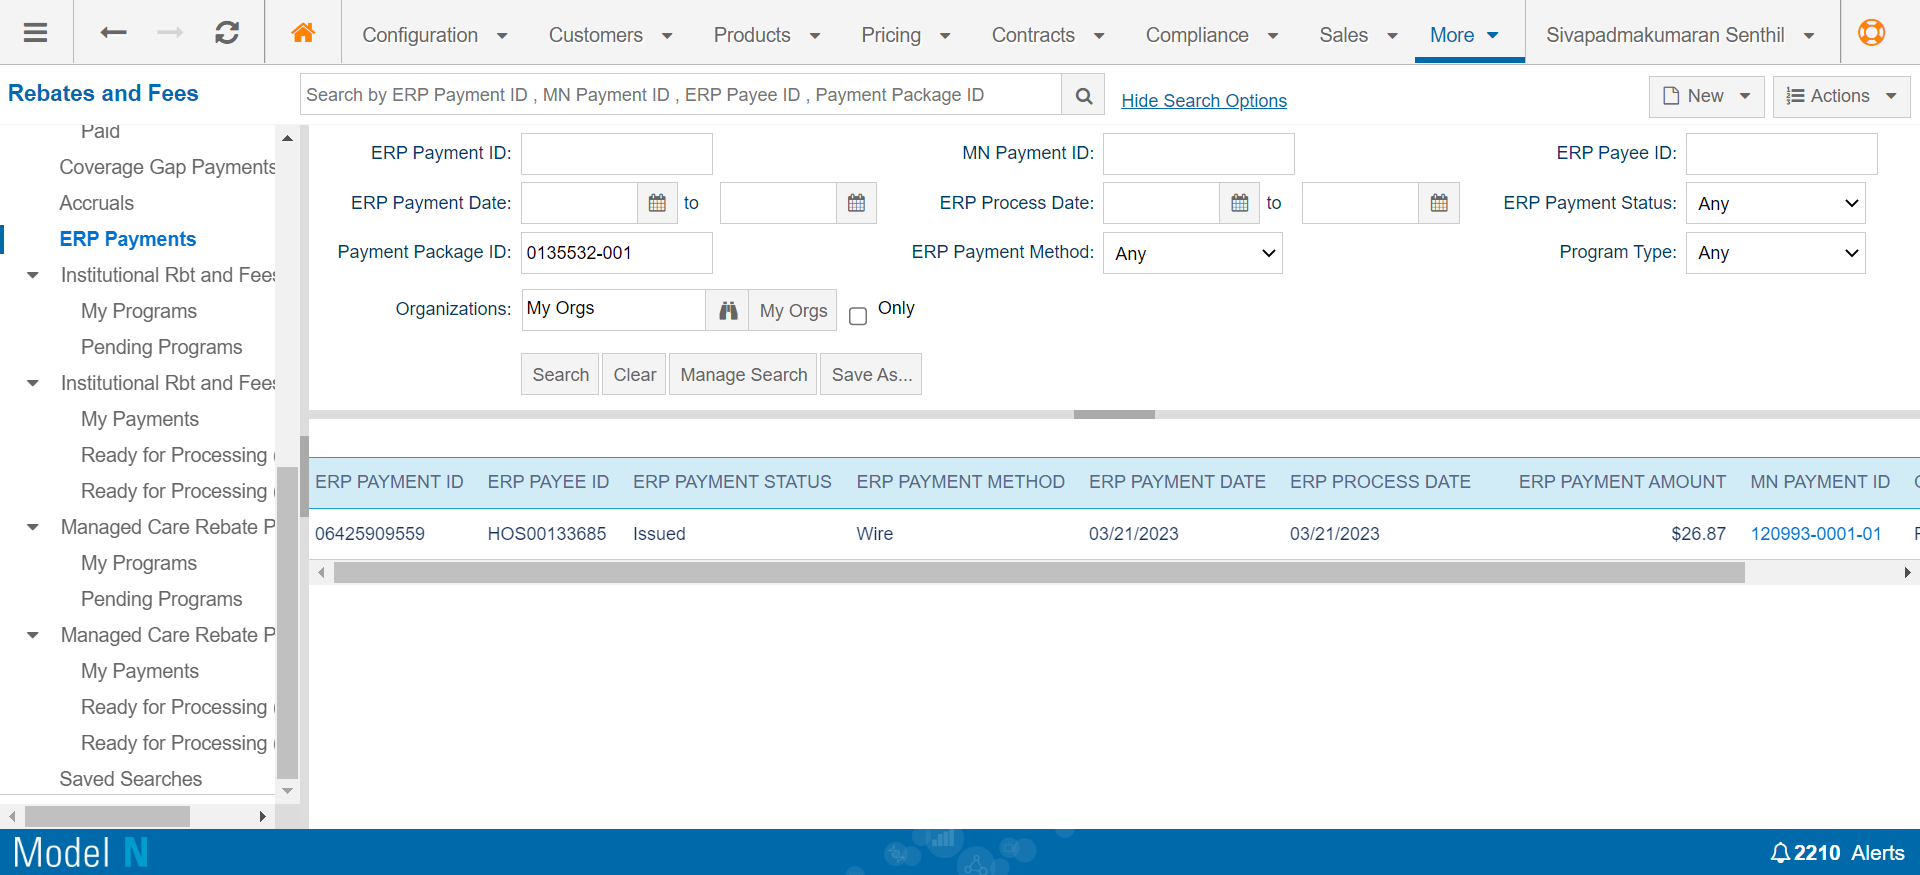 Configuration Customers Products Pricing Contracts Compliance Sales More Sivapadmakumaran Senthil
Rebates and Fees
Search by ERP Payment ID , MN Payment ID , ERP Payee ID , Payment Package ID
Hide Search Options
New
Actions
Paid
Coverage Gap Payments
Accruals
ERP Payments
Institutional Rbt and Fees
My Programs
Pending Programs
Institutional Rbt and Fees
My Payments
Ready for Processing
Ready for Processing
Managed Care Rebate P
My Programs
Pending Programs
Managed Care Rebate P
My Payments
Ready for Processing
Ready for Processing
Saved Searches
ERP Payment ID: MN Payment ID: ERP Payee ID:
ERP Payment Date: to ERP Process Date: to ERP Payment Status: Any
Payment Package ID: 0135532-001 ERP Payment Method: Any Program Type: Any
Organizations: My Orgs My Orgs Only
Search Clear Manage Search Save As...
ERP PAYMENT ID ERP PAYEE ID ERP PAYMENT STATUS ERP PAYMENT METHOD ERP PAYMENT DATE ERP PROCESS DATE ERP PAYMENT AMOUNT MN PAYMENT ID
06425909559 HOS00133685 Issued Wire 03/21/2023 03/21/2023 $26.87 120993-0001-01
Model N
2210 Alerts